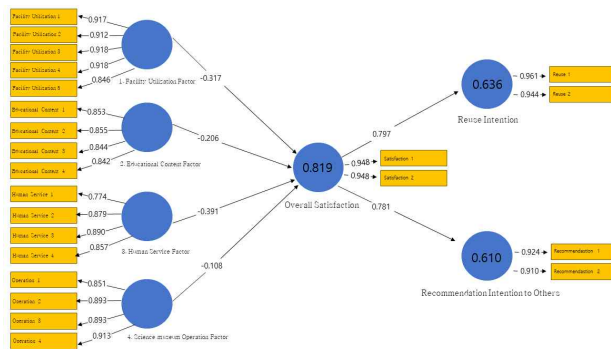 Facility Utilization 1
0.917
Facility Utilization 2
0.912
Facility Utilization 3
0.918
Facility Utilization 4
0.918
Facility Utilization 5
0.846
1. Facility Utilization Factor
-0.317
Educational Content 1
0.853
Educational Content 2
0.855
Educational Content 3
0.844
Educational Content 4
0.842
2. Educational Content Factor
-0.206
Human Service 1
0.774
Human Service 2
0.879
Human Service 3
0.890
Human Service 4
0.857
3. Human Service Factor
-0.391
Operation 1
0.851
Operation 2
0.893
Operation 3
0.893
Operation 4
0.913
4. Science museum Operation Factor
-0.108
0.819
Overall Satisfaction
0.948
Satisfaction 1
0.948
Satisfaction 2
0.797
0.781
0.636
Reuse Intention
0.961
Reuse 1
0.944
Reuse 2
0.610
Recommendation Intention to Others
0.924
Recommendation 1
0.910
Recommendation 2